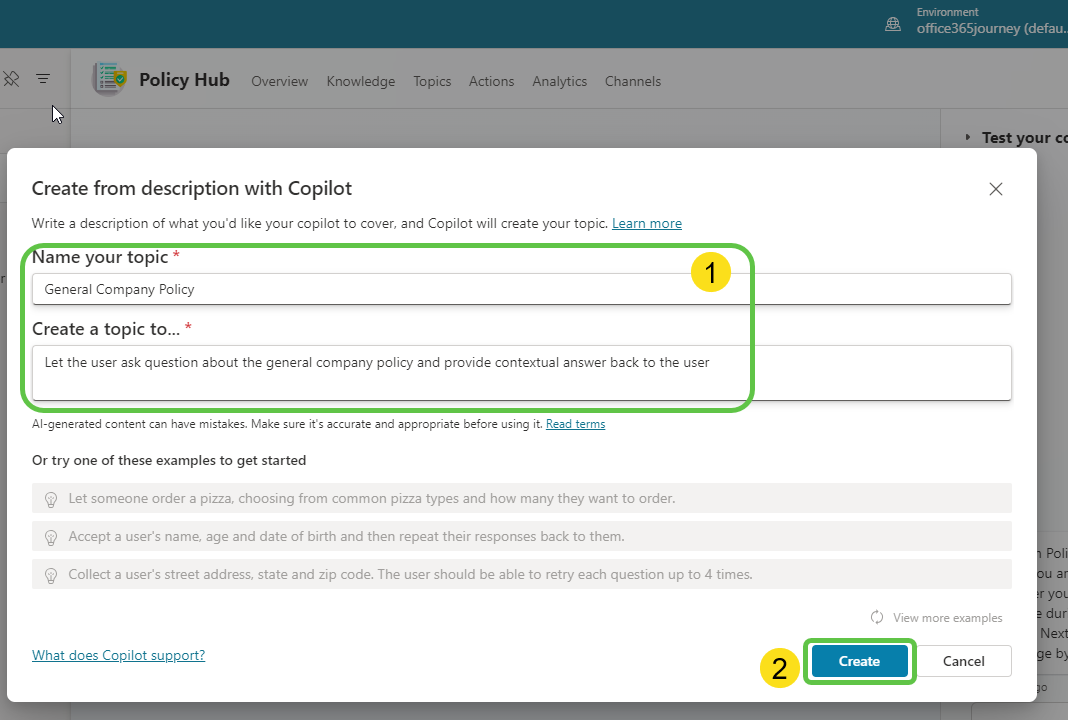 Environment
office365journey (defau...
Policy Hub
Overview
Knowledge
Topics
Actions
Analytics
Channels
Test your co
Create from description with Copilot
Write a description of what you'd like your copilot to cover, and Copilot will create your topic. Learn more
Name your topic *
1
General Company Policy
Create a topic to... *
Let the user ask question about the general company policy and provide contextual answer back to the user
AI-generated content can have mistakes. Make sure it's accurate and appropriate before using it. Read terms
Or try one of these examples to get started
Let someone order a pizza, choosing from common pizza types and how many they want to order.
Accept a user's name, age and date of birth and then repeat their responses back to them.
Collect a user's street address, state and zip code. The user should be able to retry each question up to 4 times.
View more examples
What does Copilot support?
2
Create
Cancel
Poli
Next
ge by
go